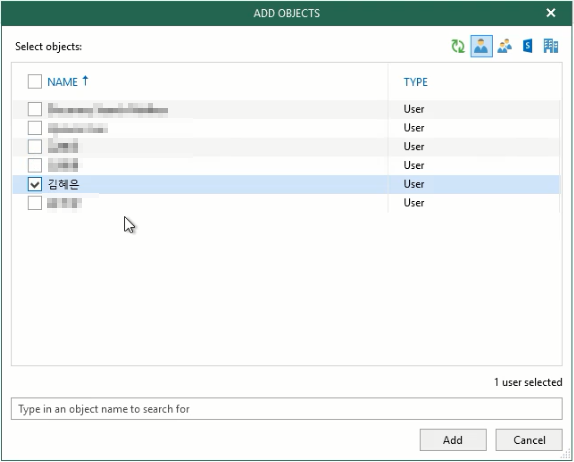 ADD OBJECTS
Select objects:
NAME
TYPE
User
User
User
User
김혜은 User
User
1 user selected
Type in an object name to search for
Add Cancel